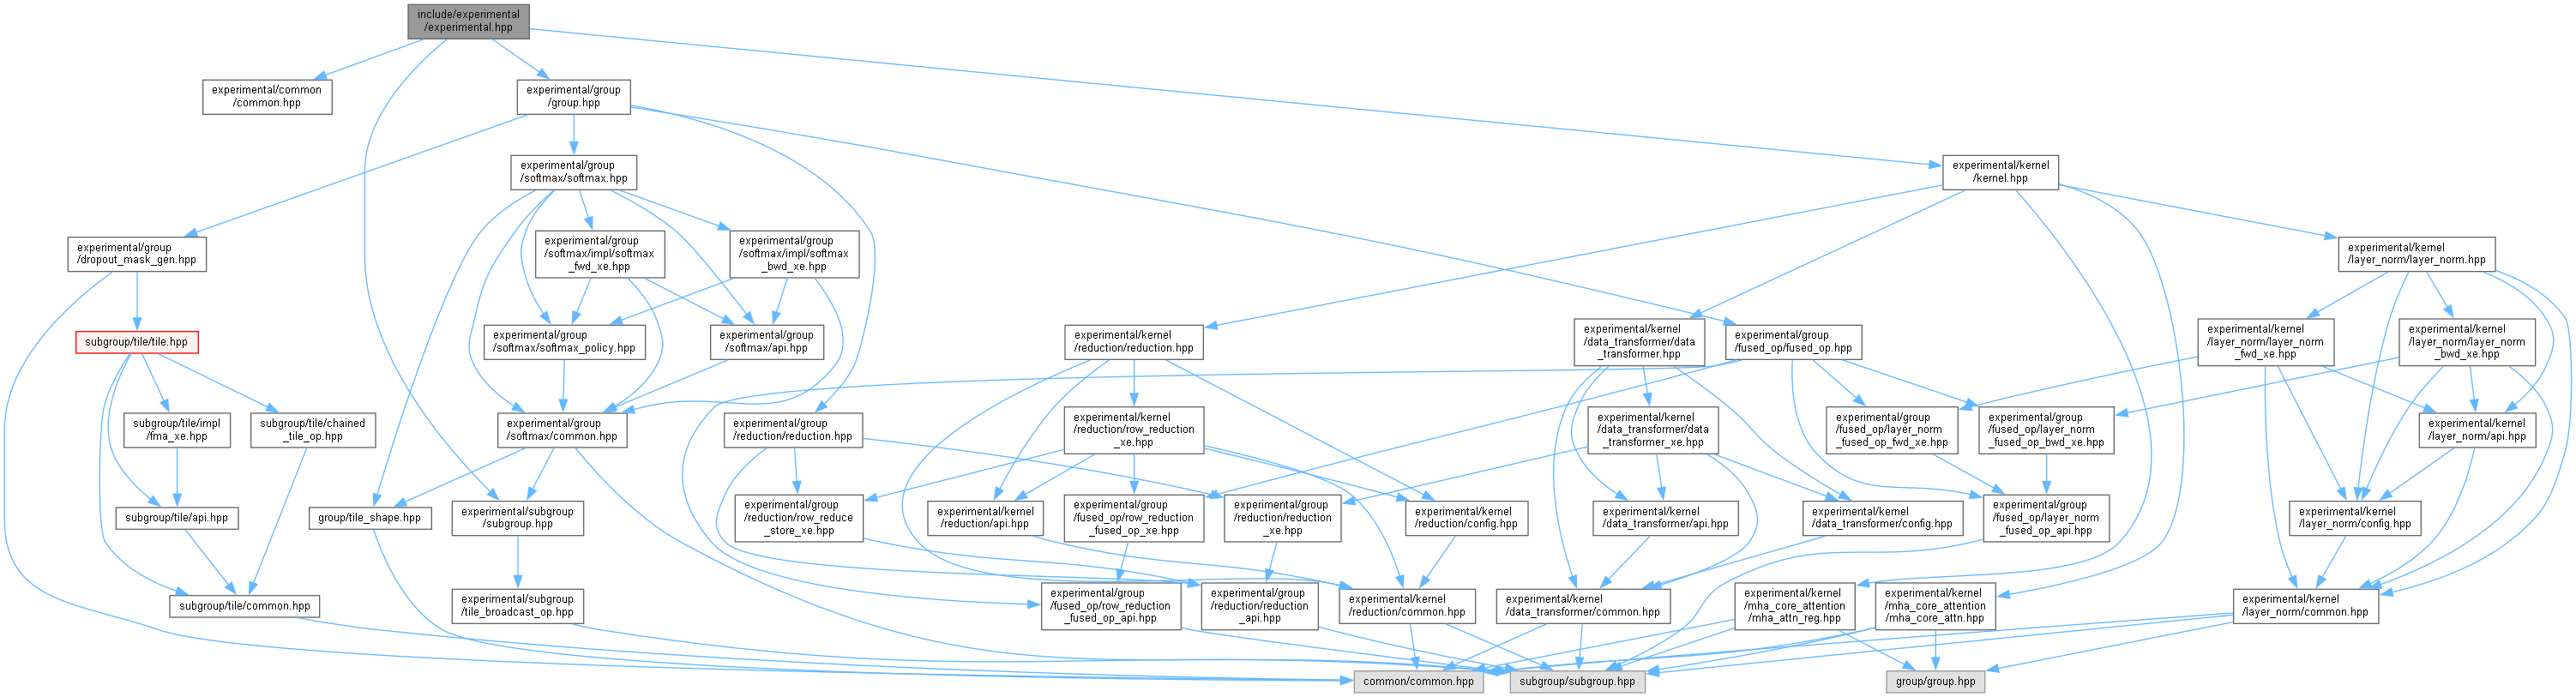 include/experimental
/experimental.hpp
experimental/common
/common.hpp
experimental/group
/group.hpp
experimental/group
/softmax/softmax.hpp
experimental/kernel
/kernel.hpp
experimental/group
/dropout_mask_gen.hpp
experimental/group
/softmax/impl/softmax
_fwd_xe.hpp
experimental/group
/softmax/impl/softmax
_bwd_xe.hpp
experimental/kernel
/layer_norm/layer_norm.hpp
subgroup/tile/tile.hpp
experimental/group
/softmax/softmax_policy.hpp
experimental/group
/softmax/api.hpp
experimental/kernel
/reduction/reduction.hpp
experimental/kernel
/data_transformer/data
_transformer.hpp
experimental/group
/fused_op/fused_op.hpp
experimental/kernel
/layer_norm/layer_norm
_fwd_xe.hpp
experimental/kernel
/layer_norm/layer_norm
_bwd_xe.hpp
subgroup/tile/impl
/fma_xe.hpp
subgroup/tile/chained
_tile_op.hpp
experimental/group
/softmax/common.hpp
experimental/group
/reduction/reduction.hpp
experimental/kernel
/reduction/row_reduction
_xe.hpp
experimental/kernel
/data_transformer/data
_transformer_xe.hpp
experimental/group
/fused_op/layer_norm
_fused_op_fwd_xe.hpp
experimental/group
/fused_op/layer_norm
_fused_op_bwd_xe.hpp
experimental/kernel
/layer_norm/api.hpp
subgroup/tile/api.hpp
group/tile_shape.hpp
experimental/subgroup
/subgroup.hpp
experimental/group
/reduction/row_reduce
_store_xe.hpp
experimental/kernel
/reduction/api.hpp
experimental/group
/fused_op/row_reduction
_fused_op_xe.hpp
experimental/group
/reduction/reduction
_xe.hpp
experimental/kernel
/reduction/config.hpp
experimental/kernel
/data_transformer/api.hpp
experimental/kernel
/data_transformer/config.hpp
experimental/group
/fused_op/layer_norm
_fused_op_api.hpp
experimental/kernel
/layer_norm/config.hpp
subgroup/tile/common.hpp
experimental/subgroup
/tile_broadcast_op.hpp
experimental/group
/fused_op/row_reduction
_fused_op_api.hpp
experimental/group
/reduction/reduction
_api.hpp
experimental/kernel
/reduction/common.hpp
experimental/kernel
/data_transformer/common.hpp
experimental/kernel
/mha_core_attention
/mha_attn_reg.hpp
experimental/kernel
/mha_core_attention
/mha_core_attn.hpp
experimental/kernel
/layer_norm/common.hpp
common/common.hpp
subgroup/subgroup.hpp
group/group.hpp